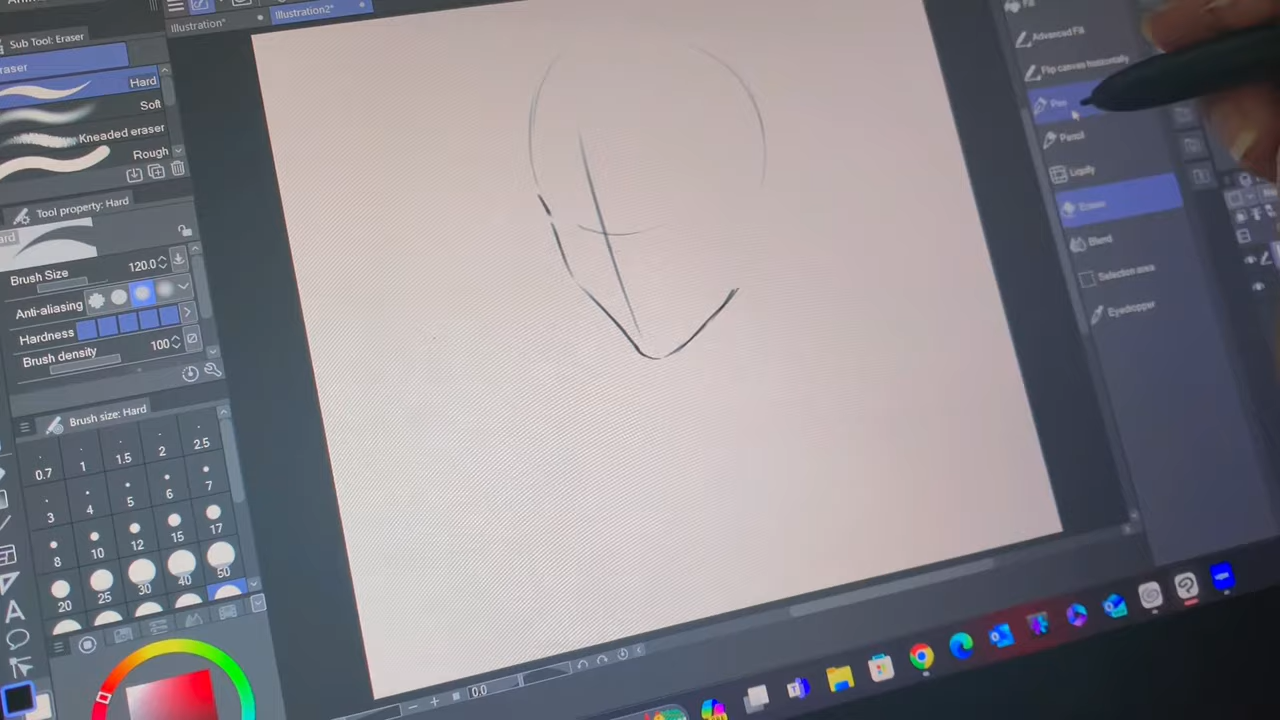 Illustration*
Illustration2*
Sub Tool: Eraser
raser
Hard
Soft
Kneaded eraser
Rough
Tool property: Hard
ard
Brush Size
120.0
Anti-aliasing
Hardness
Brush density
100
Brush size: Hard
0.7 1 1.5 2 2.5
3 4 5 6 7
8 10 12 15 17
20 25 30 40 50
A
0.0
Fill
Advanced Fill
Flip canvas horizontally
Pen
Pencil
Liquify
Eraser
Blend
Selection area
Eyedropper